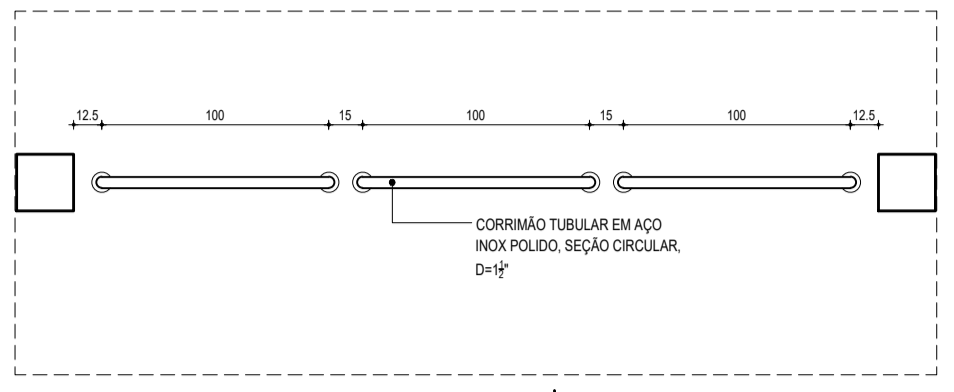 12.5 100 15 100 15 100 12.5
CORRIMÃO TUBULAR EM AÇO
INOX POLIDO, SEÇÃO CIRCULAR,
D=1½"